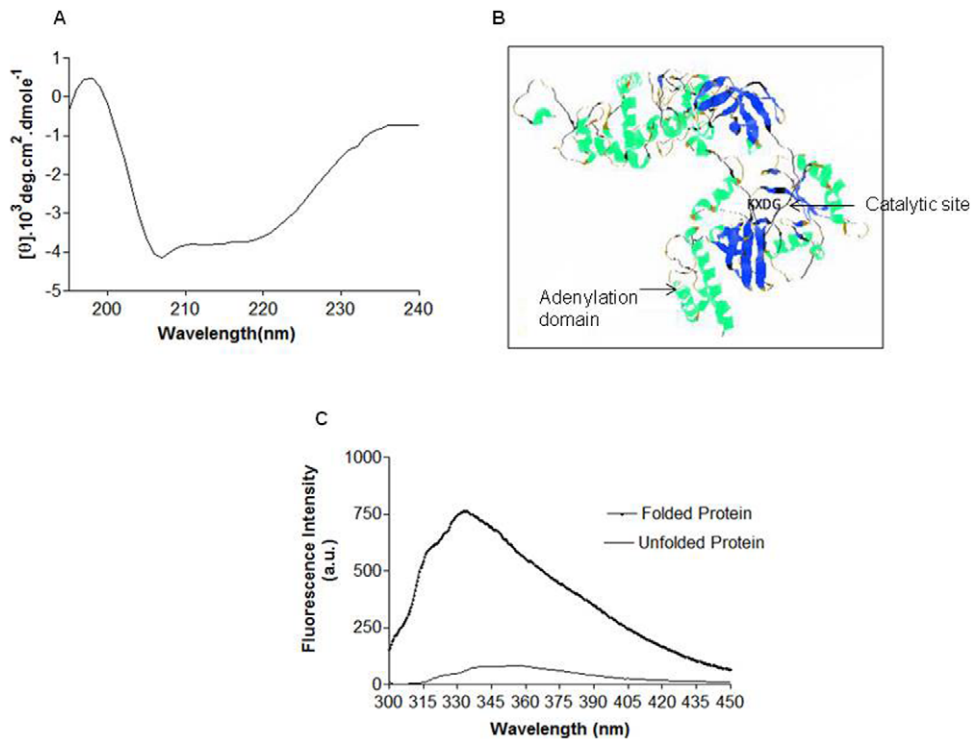 A
B
1
0
-1
-2
-3
-4
-5
[θ].10³ deg.cm².dmole⁻¹
200
210
220
230
240
Wavelength(nm)
KXDG
Catalytic site
Adenylation
domain
C
1000
750
500
250
0
Fluorescence Intensity
(a.u.)
Folded Protein
Unfolded Protein
300 315 330 345 360 375 390 405 420 435 450
Wavelength (nm)